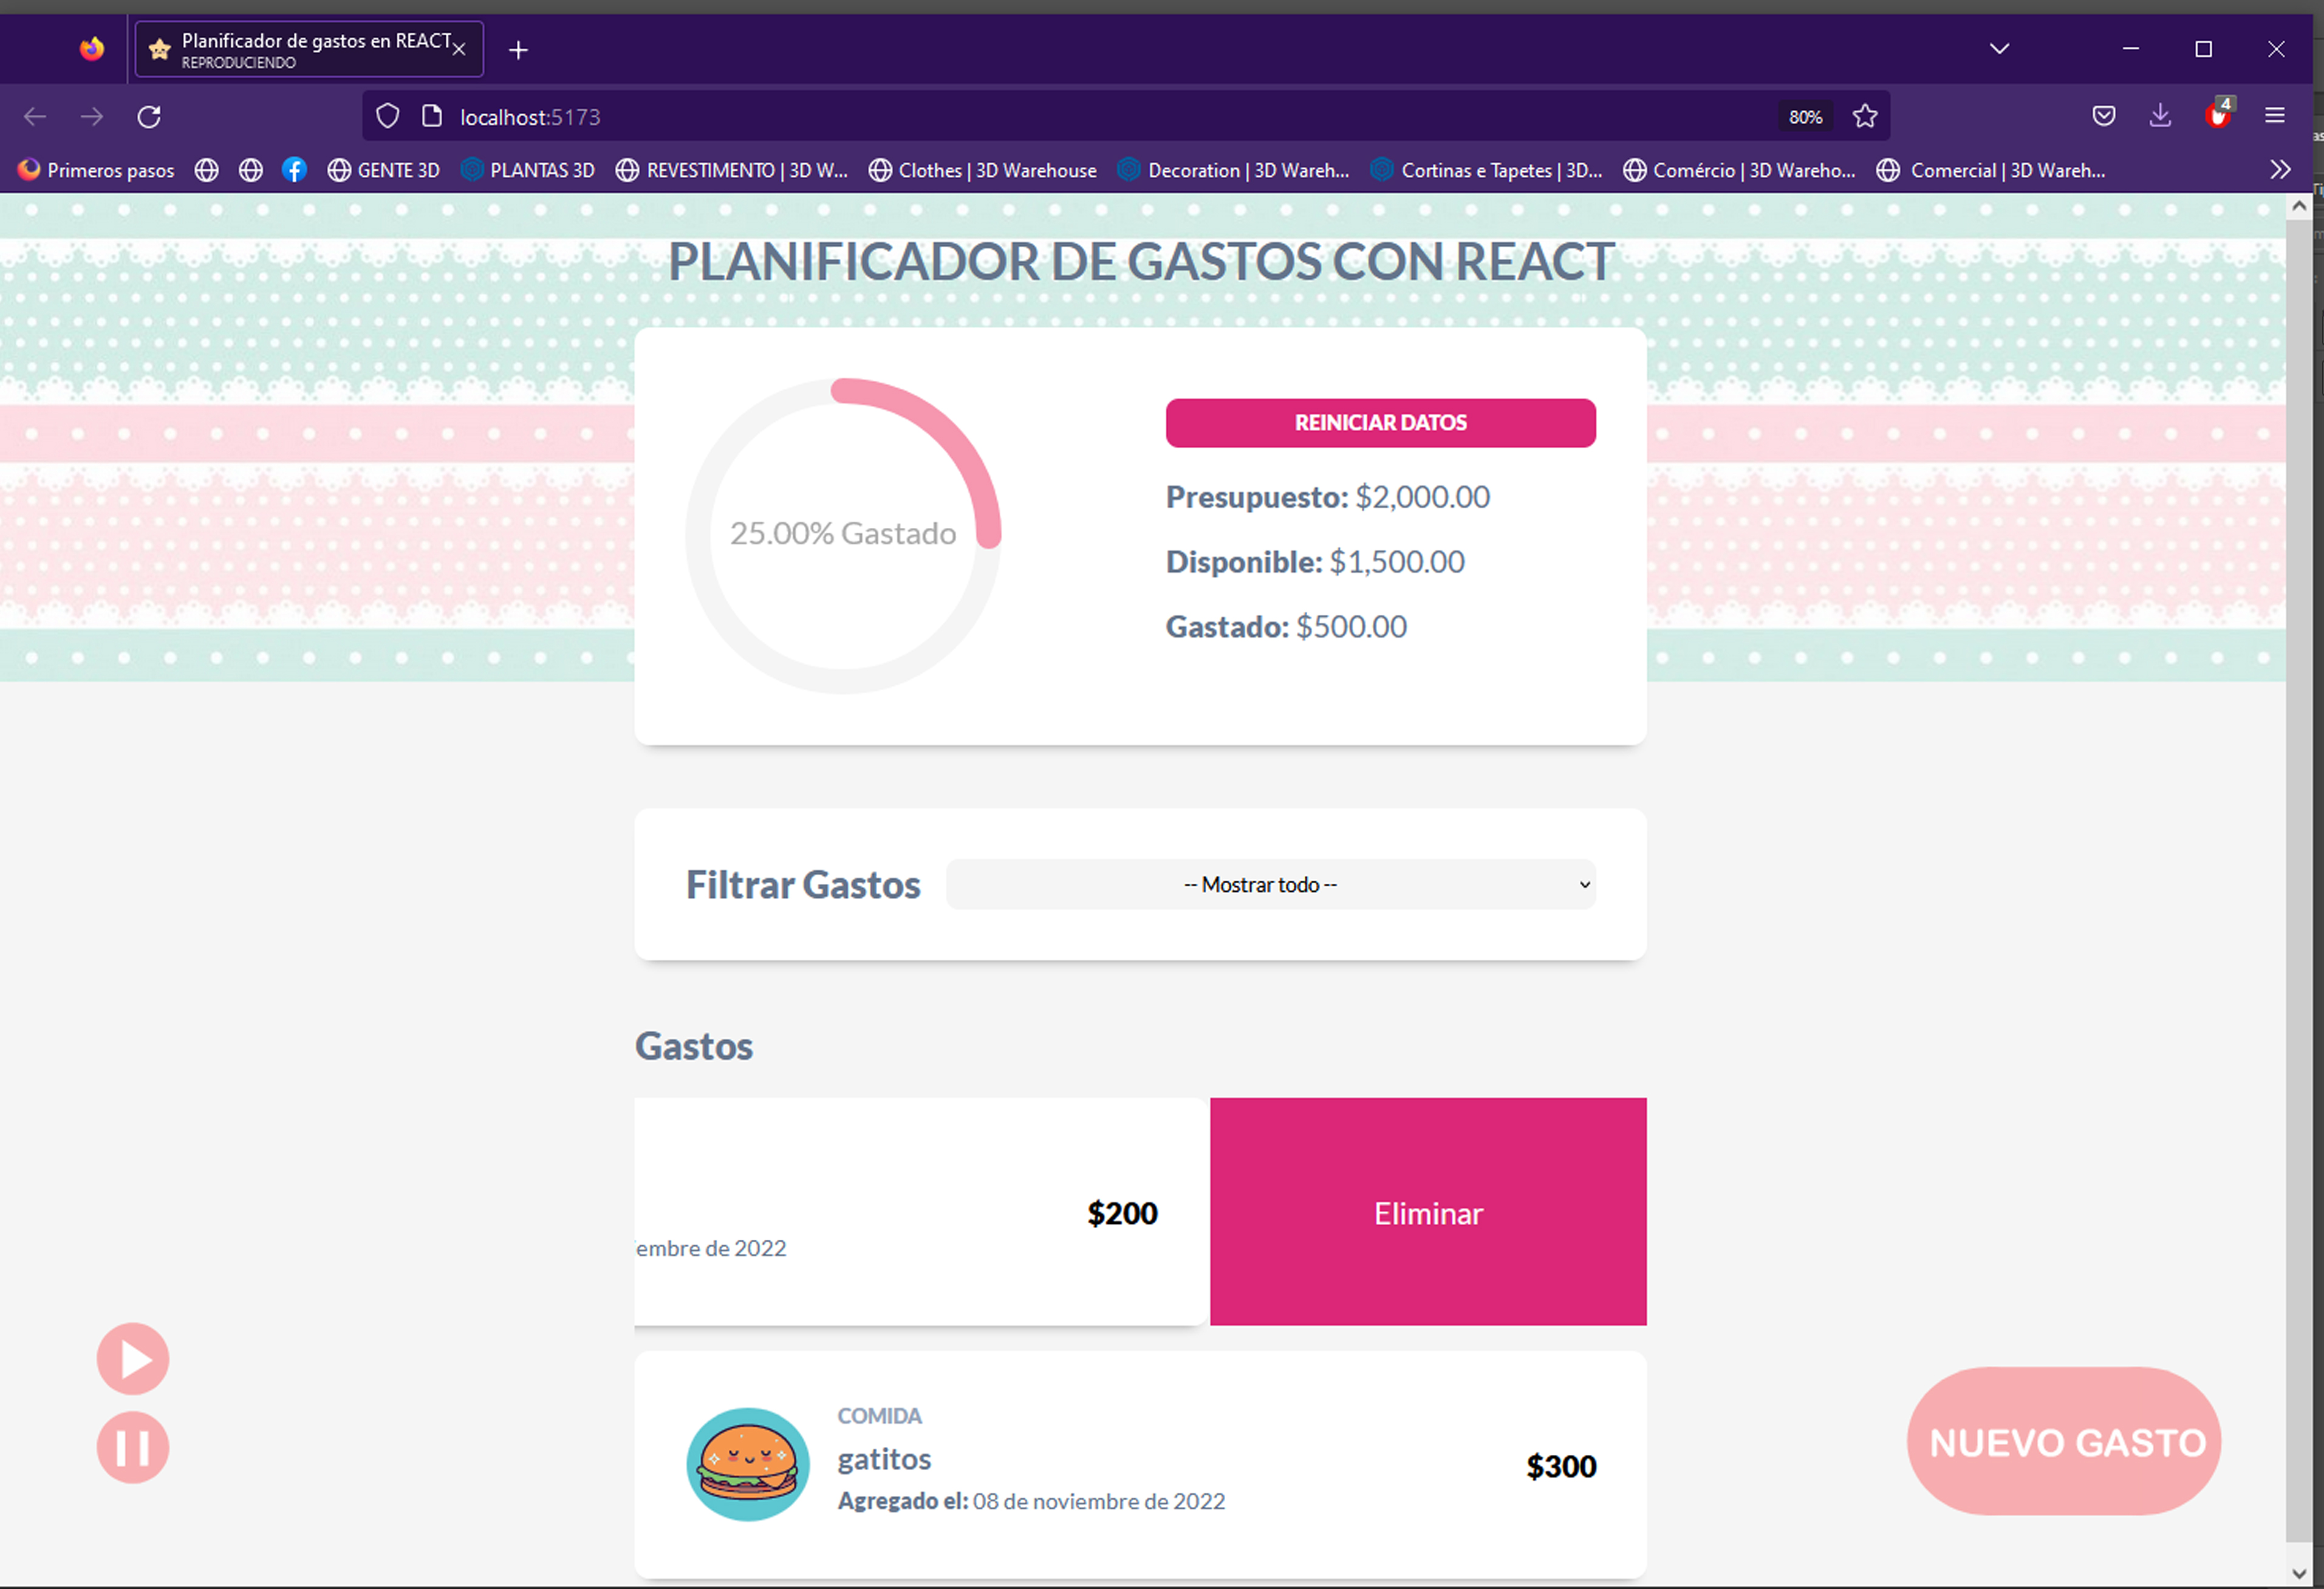 Planificador de gastos en REACT
REPRODUCIENDO
localhost:5173
80%
4
Primeros pasos
GENTE 3D
PLANTAS 3D
REVESTIMENTO | 3D W...
Clothes | 3D Warehouse
Decoration | 3D Wareh...
Cortinas e Tapetes | 3D...
Comércio | 3D Wareho...
Comercial | 3D Wareh...
PLANIFICADOR DE GASTOS CON REACT
25.00% Gastado
REINICIAR DATOS
Presupuesto: $2,000.00
Disponible: $1,500.00
Gastado: $500.00
Filtrar Gastos
-- Mostrar todo --
Gastos
$200
embre de 2022
Eliminar
COMIDA
gatitos
Agregado el: 08 de noviembre de 2022
$300
NUEVO GASTO